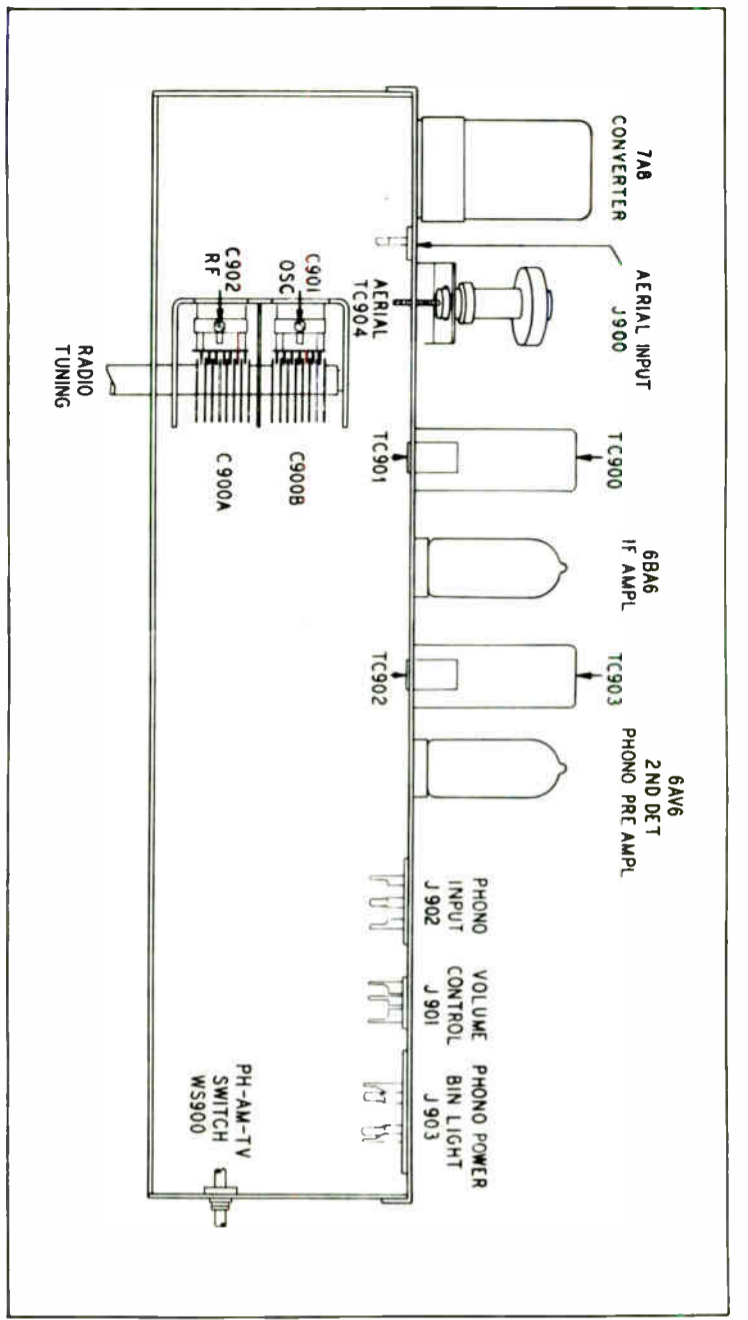 7A8
CONVERTER
AERIAL INPUT
J900
AERIAL
TC904
TC900
TC901
6BA6
IF AMPL
TC903
TC902
6AV6
2ND DET
PHONO PRE AMPL
PHONO
INPUT
J902
VOLUME
CONTROL
J901
PHONO POWER
BIN LIGHT
J903
C901
OSC
C902
RF
C900B
C900A
RADIO
TUNING
PH-AM-TV
SWITCH
WS900